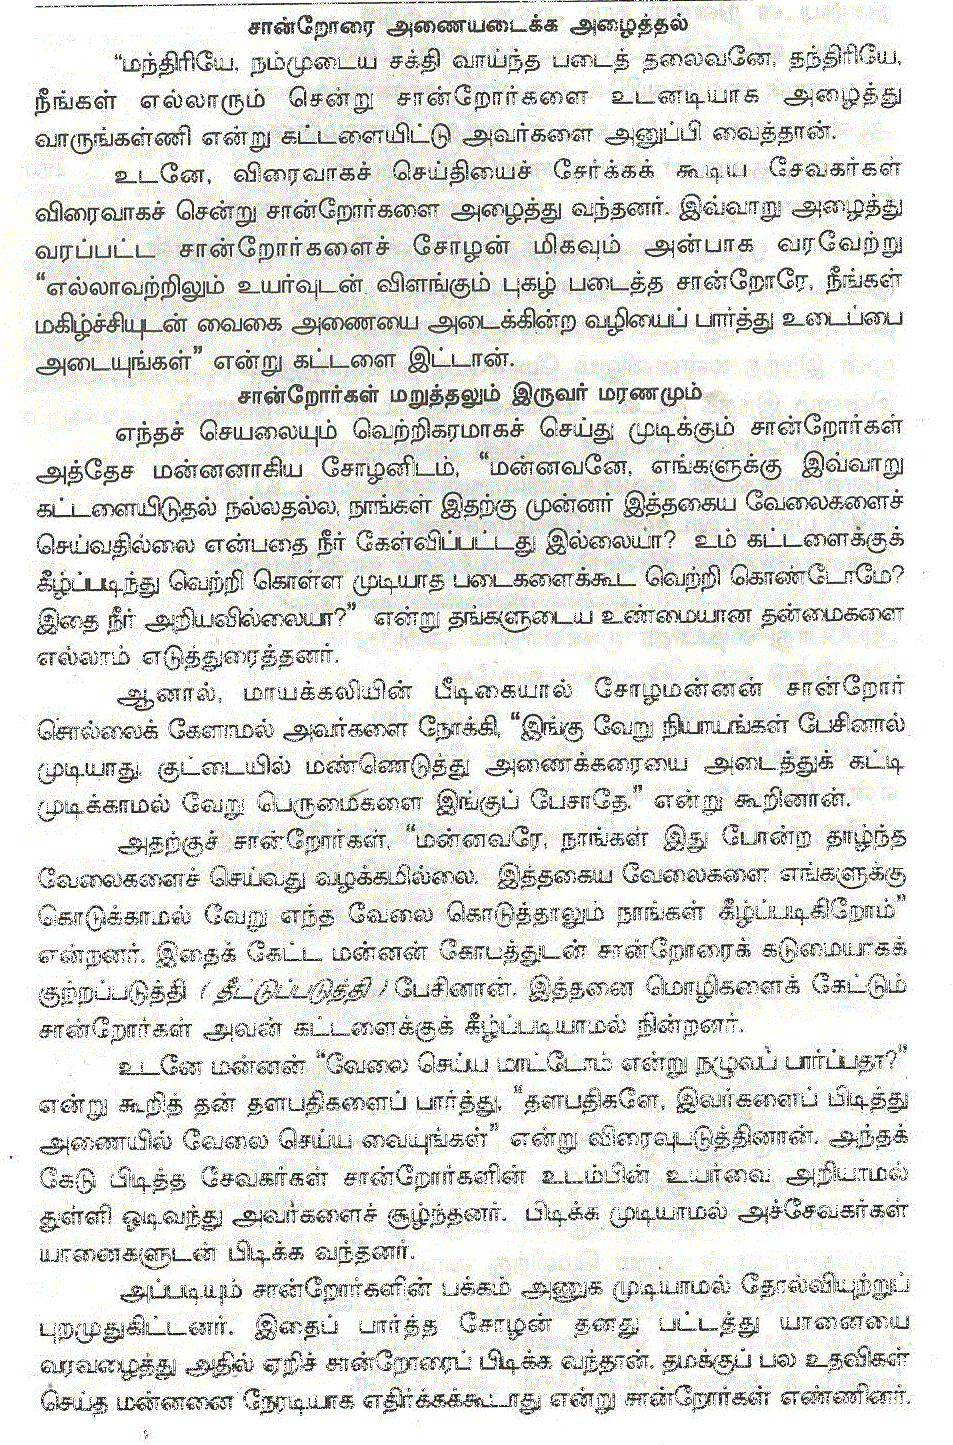 சான்றோரை அணையடைக்க அழைத்தல்
“மந்திரியே, நம்முடைய சக்தி வாய்ந்த படைத் தலைவனே, தந்திரியே,
நீங்கள் எல்லாரும் சென்று சான்றோர்களை உடனடியாக அழைத்து
வாருங்கள்ணி என்று கட்டளையிட்டு அவர்களை அனுப்பி வைத்தான்.
உடனே, விரைவாகச் செய்தியைச் சேர்க்கக் கூடிய சேவகர்கள்
விரைவாகச் சென்று சான்றோர்களை அழைத்து வந்தனர். இவ்வாறு அழைத்து
வரப்பட்ட சான்றோர்களைச் சோழன் மிகவும் அன்பாக வரவேற்று
“எல்லாவற்றிலும் உயர்வுடன் விளங்கும் புகழ் படைத்த சான்றோரே, நீங்கள்
மகிழ்ச்சியுடன் வைகை அணையை அடைக்கின்ற வழியைப் பார்த்து உடைப்பை
அடையுங்கள்” என்று கட்டளை இட்டான்.
சான்றோர்கள் மறுத்தலும் இருவர் மரணமும்
எந்தச் செயலையும் வெற்றிகரமாகச் செய்து முடிக்கும் சான்றோர்கள்
அத்தேச மன்னனாகிய சோழனிடம், “மன்னவனே, எங்களுக்கு இவ்வாறு
கட்டளையிடுதல் நல்லதல்ல, நாங்கள் இதற்கு முன்னர் இத்தகைய வேலைகளைச்
செய்வதில்லை என்பதை நீர் கேள்விப்பட்டது இல்லையா? உம் கட்டளைக்குக்
கீழ்ப்படிந்து வெற்றி கொள்ள முடியாத படைகளைக்கூட வெற்றி கொண்டோமே?
இதை நீர் அறியவில்லையா?” என்று தங்களுடைய உண்மையான தன்மைகளை
எல்லாம் எடுத்துரைத்தனர்.
ஆனால், மாயக்கலியின் பீடிகையால் சோழமன்னன் சான்றோர்
சொல்லைக் கேளாமல் அவர்களை நோக்கி, “இங்கு வேறு நியாயங்கள் பேசினால்
முடியாது. குட்டையில் மண்ணெடுத்து அணைக்கரையை அடைத்துக் கட்டி
முடிக்காமல் வேறு பெருமைகளை இங்குப் பேசாதே.” என்று கூறினான்.
அதற்குச் சான்றோர்கள், “மன்னவரே, நாங்கள் இது போன்ற தாழ்ந்த
வேலைகளைச் செய்வது வழக்கமில்லை. இத்தகைய வேலைகளை எங்களுக்கு
கொடுக்காமல் வேறு எந்த வேலை கொடுத்தாலும் நாங்கள் கீழ்ப்படிகிறோம்”
என்றனர். இதைக் கேட்ட மன்னன் கோபத்துடன் சான்றோரைக் கடுமையாகக்
குற்றப்படுத்தி (தீட்டுப்படுத்தி) பேசினான். இத்தனை மொழிகளைக் கேட்டும்
சான்றோர்கள் அவன் கட்டளைக்குக் கீழ்ப்படியாமல் நின்றனர்.
உடனே மன்னன் “வேலை செய்ய மாட்டோம் என்று நழுவப் பார்ப்பதா?”
என்று கூறித் தன் தளபதிகளைப் பார்த்து, “தளபதிகளே, இவர்களைப் பிடித்து
அணையில் வேலை செய்ய வையுங்கள்” என்று விரைவுபடுத்தினான். அந்தக்
கேடு பிடித்த சேவகர்கள் சான்றோர்களின் உடம்பின் உயர்வை அறியாமல்
துள்ளி ஓடிவந்து அவர்களைச் சூழ்ந்தனர். பிடிக்க முடியாமல் அச்சேவகர்கள்
யானைகளுடன் பிடிக்க வந்தனர்.
அப்படியும் சான்றோர்களின் பக்கம் அணுக முடியாமல் தோல்வியுற்றுப்
புறமுதுகிட்டனர். இதைப் பார்த்த சோழன் தனது பட்டத்து யானையை
வரவழைத்து அதில் ஏறிச் சான்றோரைப் பிடிக்க வந்தான். தமக்குப் பல உதவிகள்
செய்த மன்னனை நேரடியாக எதிர்க்கக்கூடாது என்று சான்றோர்கள் எண்ணினர்.